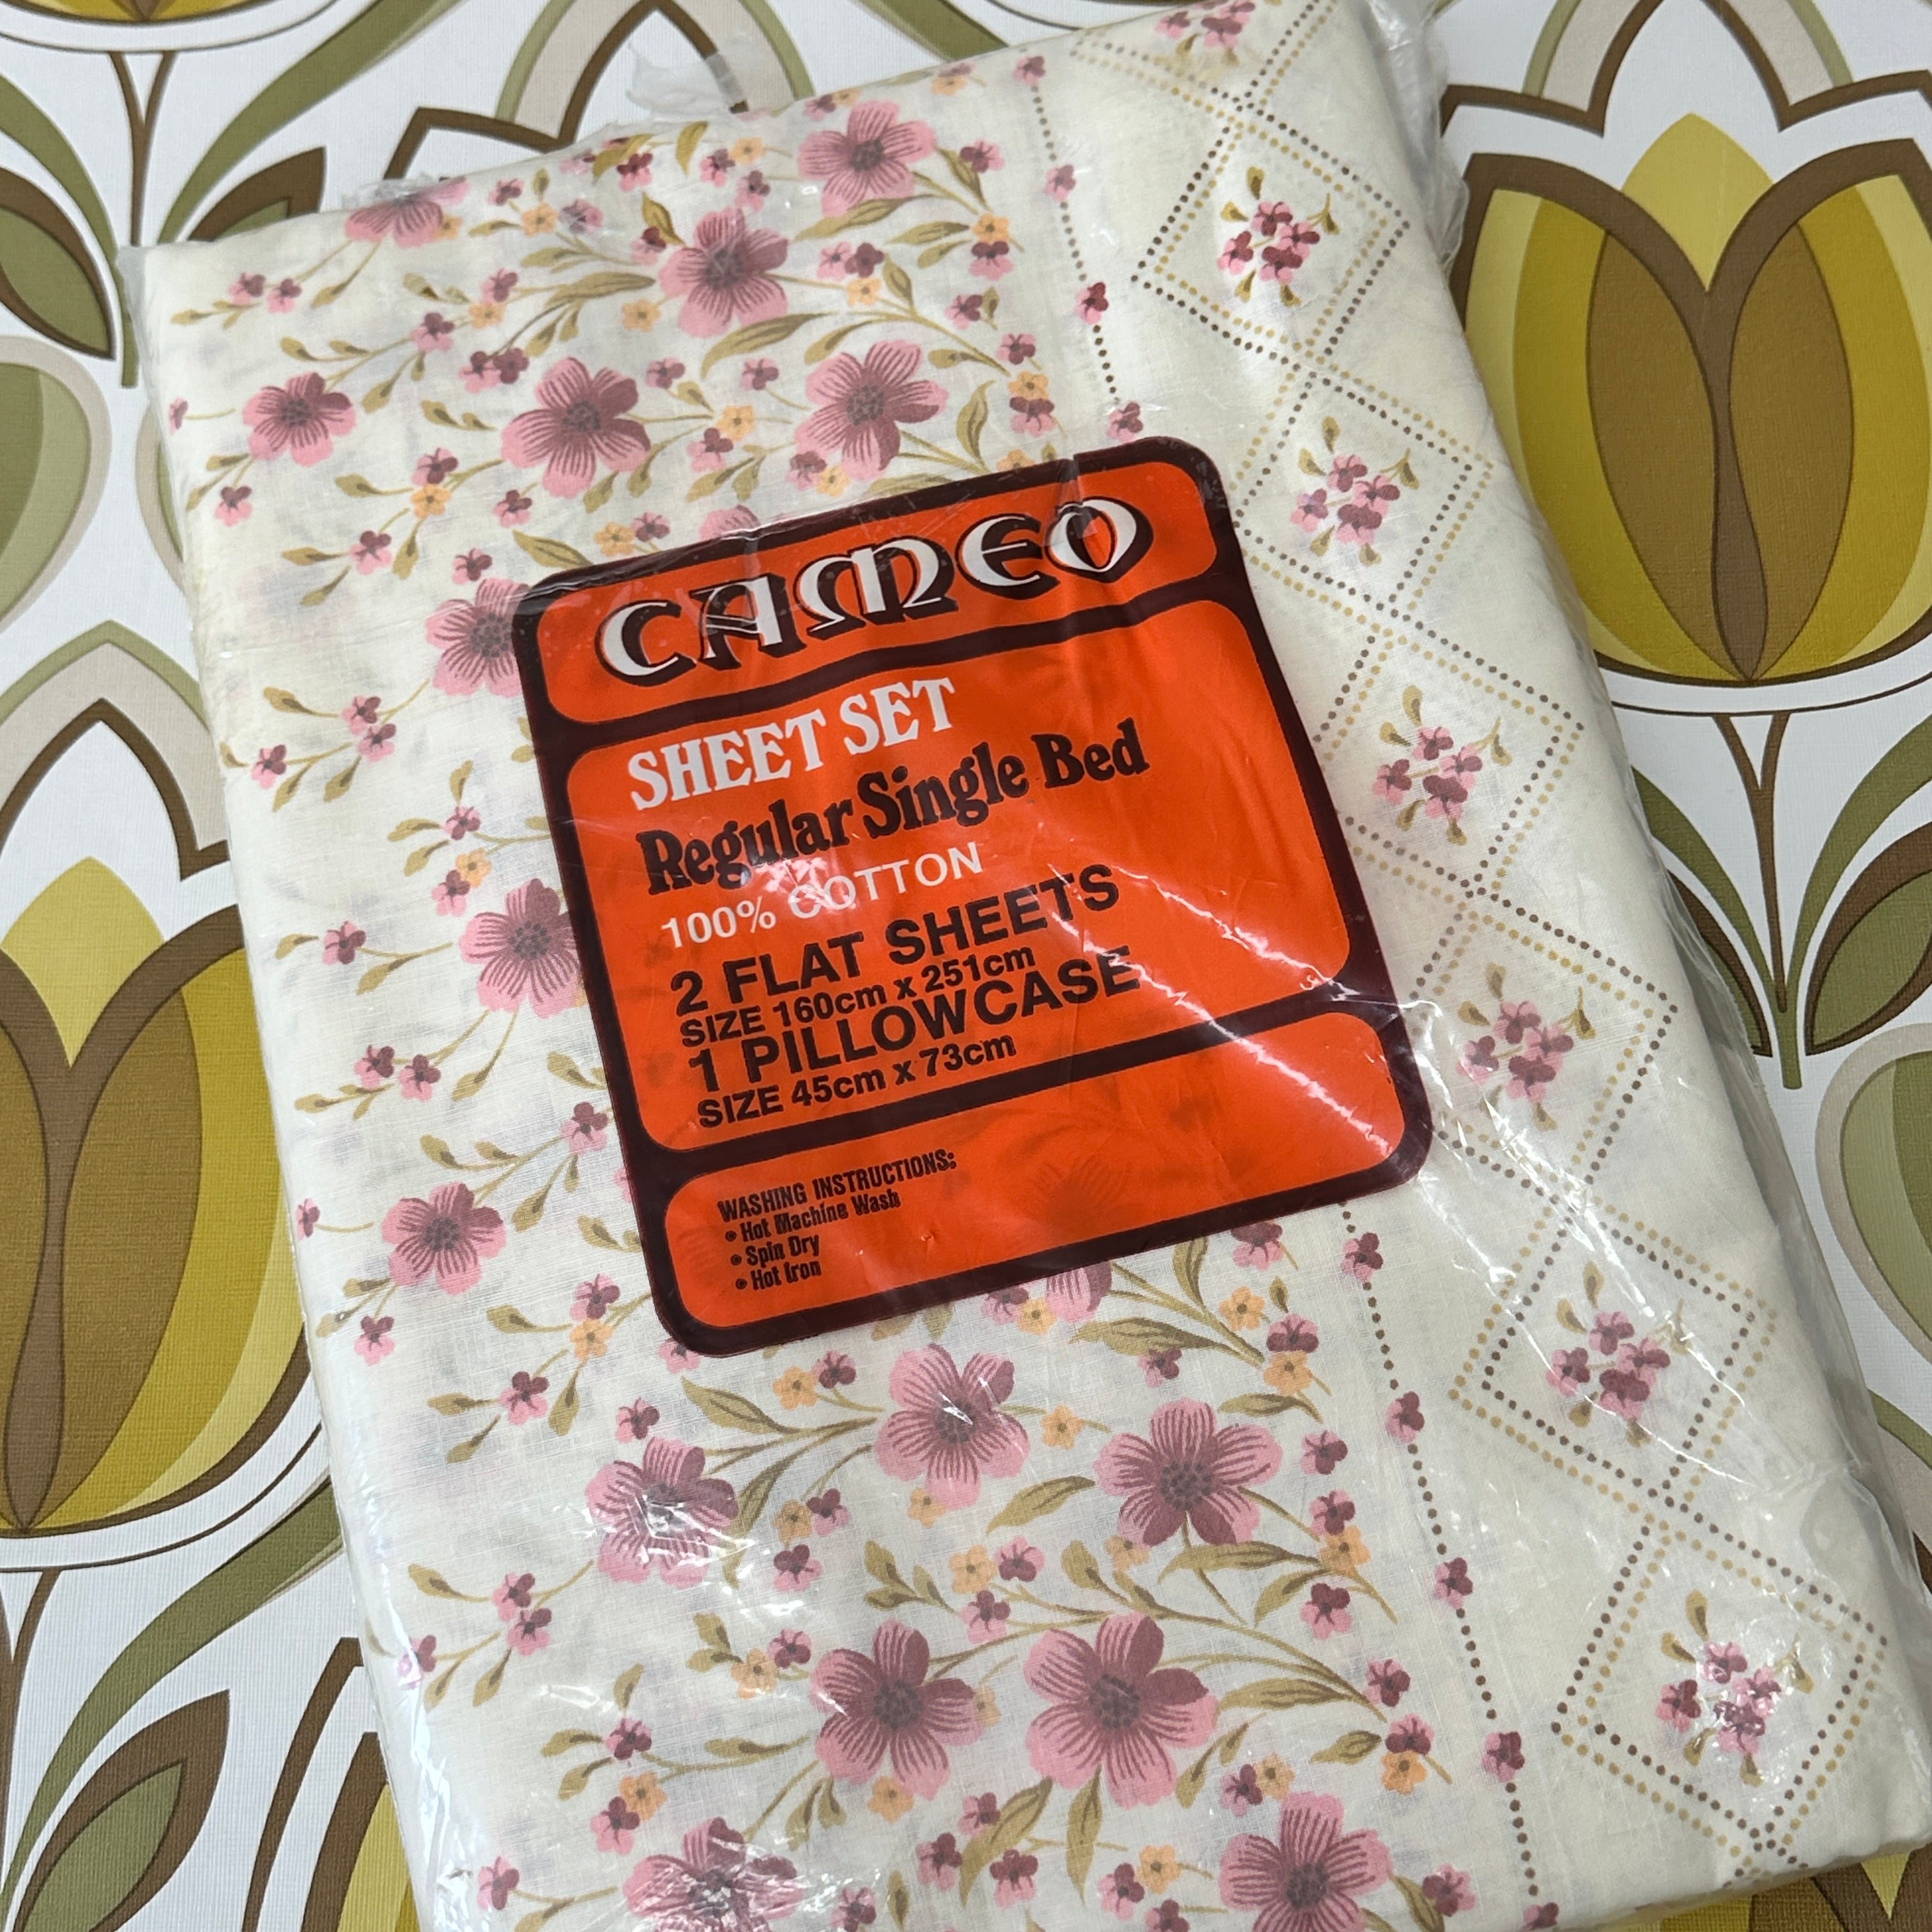 CAMEO
SHEET SET
Regular Single Bed
100% COTTON
2 FLAT SHEETS
SIZE 160cm x 251cm
1 PILLOWCASE
SIZE 45cm x 73cm
WASHING INSTRUCTIONS:
• Hot Machine Wash
• Spin Dry
• Hot Iron